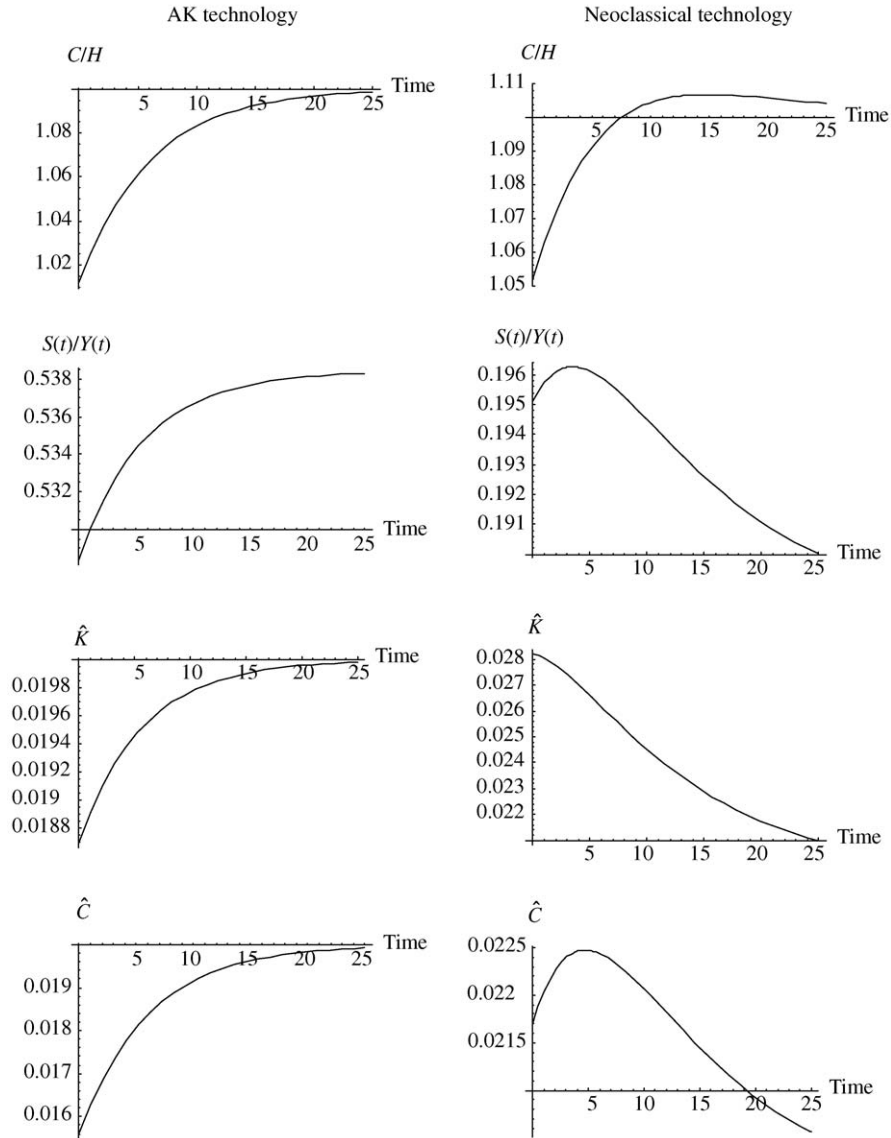 AK technology
Neoclassical technology
C/H
Time
5 10 15 20 25
1.08
1.06
1.04
1.02
C/H
1.11
Time
5 10 15 20 25
1.09
1.08
1.07
1.06
1.05
S(t)/Y(t)
0.538
0.536
0.534
0.532
Time
5 10 15 20 25
S(t)/Y(t)
0.196
0.195
0.194
0.193
0.192
0.191
Time
5 10 15 20 25
K̂
Time
5 10 15 20 25
0.0198
0.0196
0.0194
0.0192
0.019
0.0188
K̂
0.028
0.027
0.026
0.025
0.024
0.023
0.022
Time
5 10 15 20 25
Ĉ
Time
5 10 15 20 25
0.019
0.018
0.017
0.016
Ĉ
0.0225
0.022
0.0215
Time
5 10 15 20 25